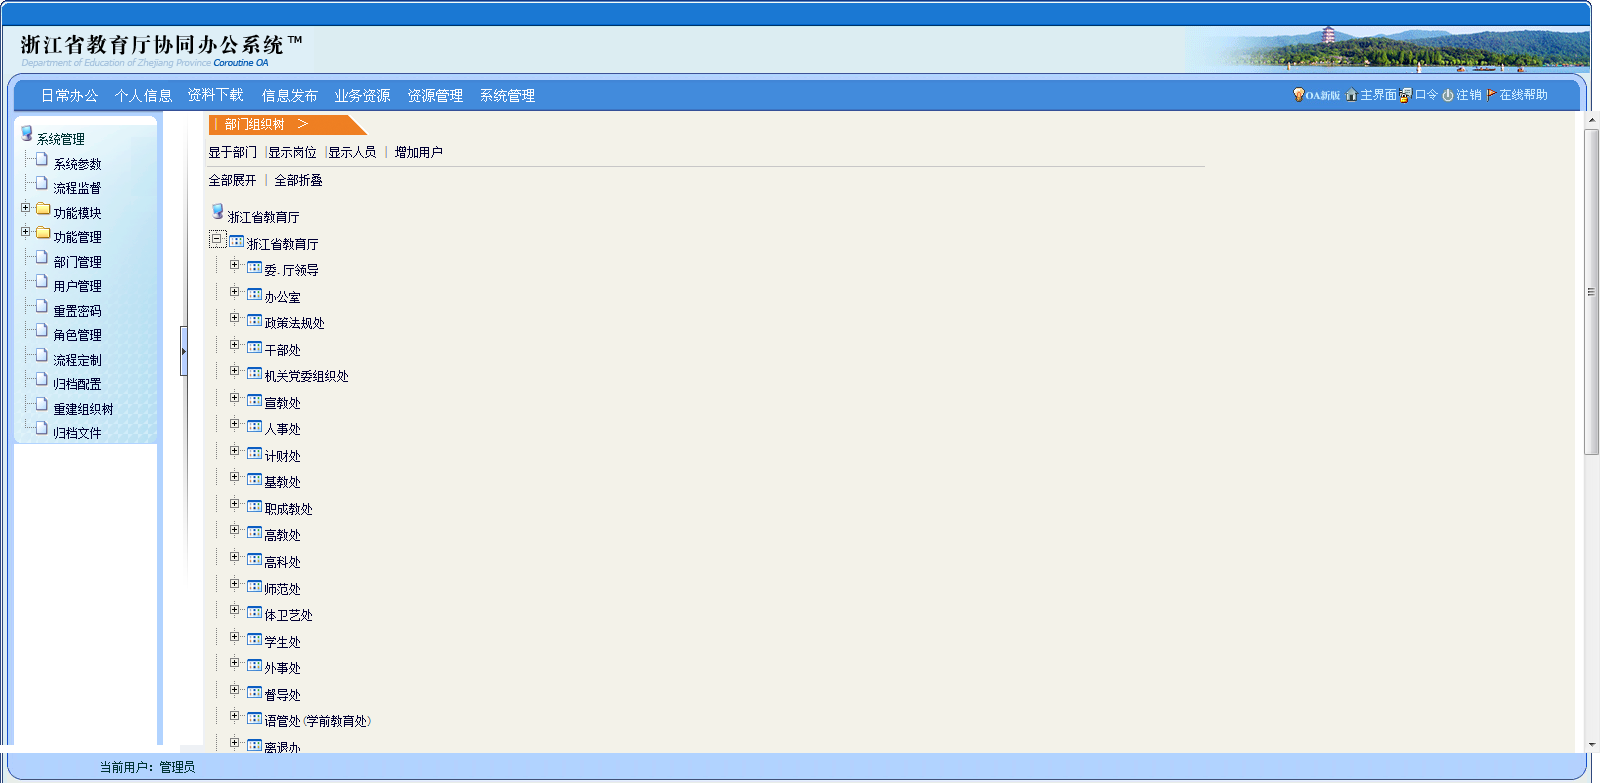 浙江省教育厅协同办公系统™
Department of Education of Zhejiang Province Coroutine OA
日常办公 个人信息 资料下载 信息发布 业务资源 资源管理 系统管理
OA新版 主界面 口令 注销 在线帮助
系统管理
系统参数
流程监督
功能模块
功能管理
部门管理
用户管理
重置密码
角色管理
流程定制
归档配置
重建组织树
归档文件
部门组织树 >
显于部门 |显示岗位 |显示人员 | 增加用户
全部展开 | 全部折叠
浙江省教育厅
浙江省教育厅
委.厅领导
办公室
政策法规处
干部处
机关党委组织处
宣教处
人事处
计财处
基教处
职成教处
高教处
高科处
师范处
体卫艺处
学生处
外事处
督导处
语管处(学前教育处)
离退办
当前用户: 管理员